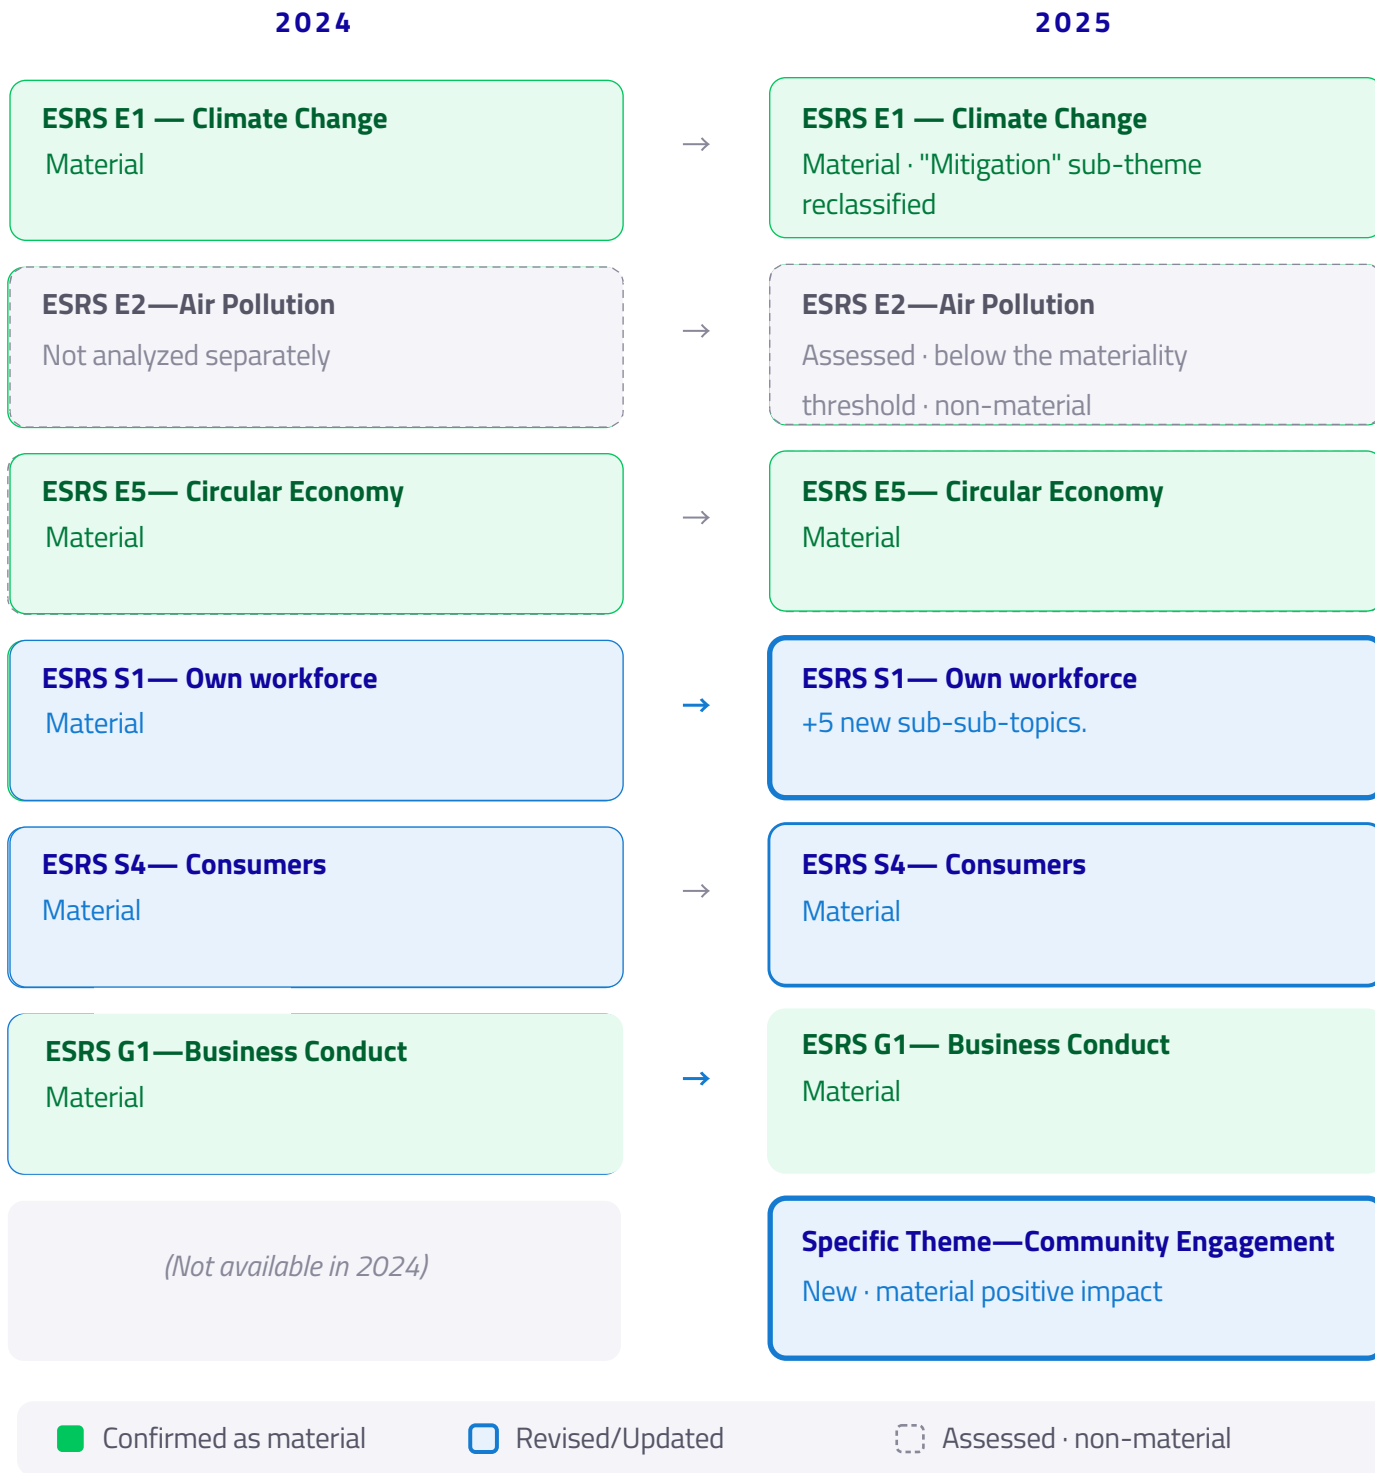 2024
2025
ESRS E1 — Climate Change
Material
→
ESRS E1 — Climate Change
Material · "Mitigation" sub-theme
reclassified
ESRS E2—Air Pollution
Not analyzed separately
→
ESRS E2—Air Pollution
Assessed · below the materiality
threshold · non-material
ESRS E5— Circular Economy
Material
→
ESRS E5— Circular Economy
Material
ESRS S1— Own workforce
Material
→
ESRS S1— Own workforce
+5 new sub-sub-topics.
ESRS S4— Consumers
Material
→
ESRS S4— Consumers
Material
ESRS G1—Business Conduct
Material
→
ESRS G1— Business Conduct
Material
(Not available in 2024)
Specific Theme—Community Engagement
New · material positive impact
Confirmed as material
Revised/Updated
Assessed · non-material